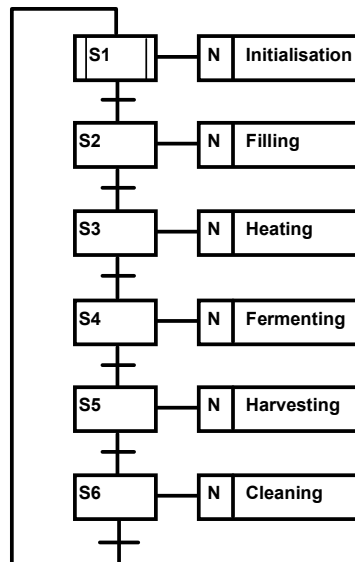 S1 N Initialisation
S2 N Filling
S3 N Heating
S4 N Fermenting
S5 N Harvesting
S6 N Cleaning